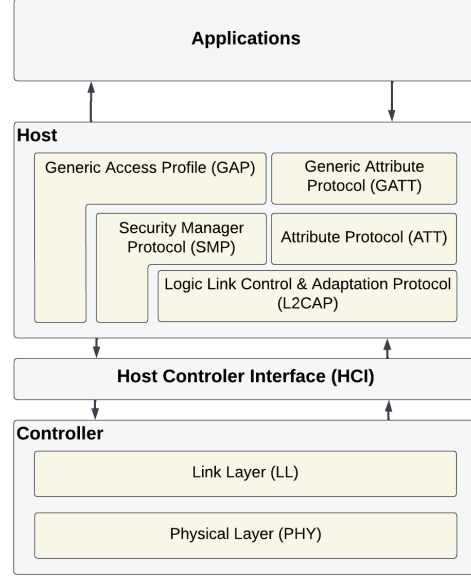 Applications
Host
Generic Access Profile (GAP)
Generic Attribute
Protocol (GATT)
Security Manager
Protocol (SMP)
Attribute Protocol (ATT)
Logic Link Control & Adaptation Protocol
(L2CAP)
Host Controler Interface (HCI)
Controller
Link Layer (LL)
Physical Layer (PHY)